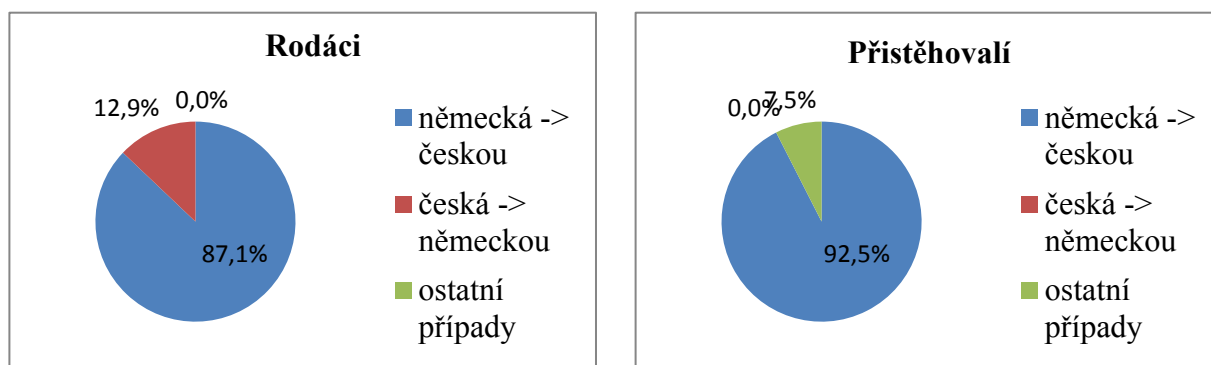 Rodáci
12,9%
0,0%
87,1%
německá ->
českou
česká ->
německou
ostatní
případy
Přistěhovalí
0,0%
7,5%
92,5%
německá ->
českou
česká ->
německou
ostatní
případy